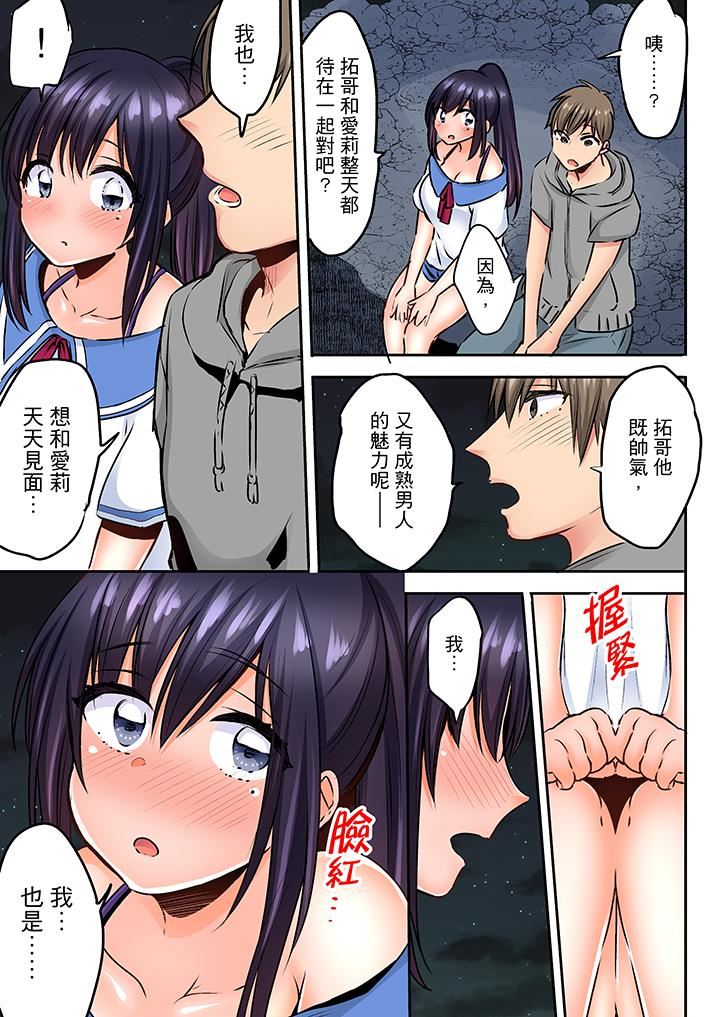 咦⋯⋯？
因為，
拓哥和愛莉整天都
待在一起對吧？
拓哥他
既帥氣，
又有成熟男人
的魅力呢──
我也⋯
！
想和愛莉
天天見面⋯
握緊
我⋯
臉紅⋯
我⋯
也是⋯⋯